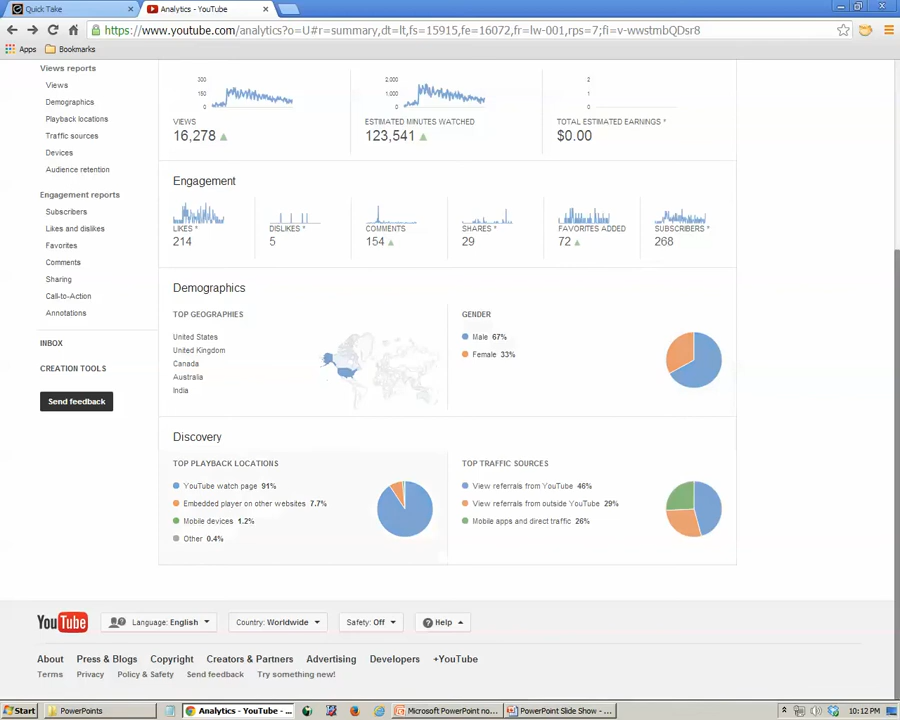 Quick Take
Analytics - YouTube
https://www.youtube.com/analytics?o=U#r=summary,dt=lt,fs=15915,fe=16072,fr=lw-001,rps=7;fi=v-wwstmbQDsr8
Apps Bookmarks
Views reports
Views
Demographics
Playback locations
Traffic sources
Devices
Audience retention
Engagement reports
Subscribers
Likes and dislikes
Favorites
Comments
Sharing
Call-to-Action
Annotations
INBOX
CREATION TOOLS
Send feedback
300
150
0
VIEWS
16,278
2,000
1,000
0
ESTIMATED MINUTES WATCHED
123,541
2
1
0
TOTAL ESTIMATED EARNINGS *
$0.00
Engagement
LIKES *
214
DISLIKES *
5
COMMENTS
154
SHARES *
29
FAVORITES ADDED
72
SUBSCRIBERS *
268
Demographics
TOP GEOGRAPHIES
United States
United Kingdom
Canada
Australia
India
GENDER
Male 67%
Female 33%
Discovery
TOP PLAYBACK LOCATIONS
YouTube watch page 91%
Embedded player on other websites 7.7%
Mobile devices 1.2%
Other 0.4%
TOP TRAFFIC SOURCES
View referrals from YouTube 46%
View referrals from outside YouTube 29%
Mobile apps and direct traffic 26%
YouTube Language: English Country: Worldwide Safety: Off Help
About Press & Blogs Copyright Creators & Partners Advertising Developers +YouTube
Terms Privacy Policy & Safety Send feedback Try something new!
Start PowerPoints Analytics - YouTube - ... Microsoft PowerPoint no... PowerPoint Slide Show - ... 10:12 PM